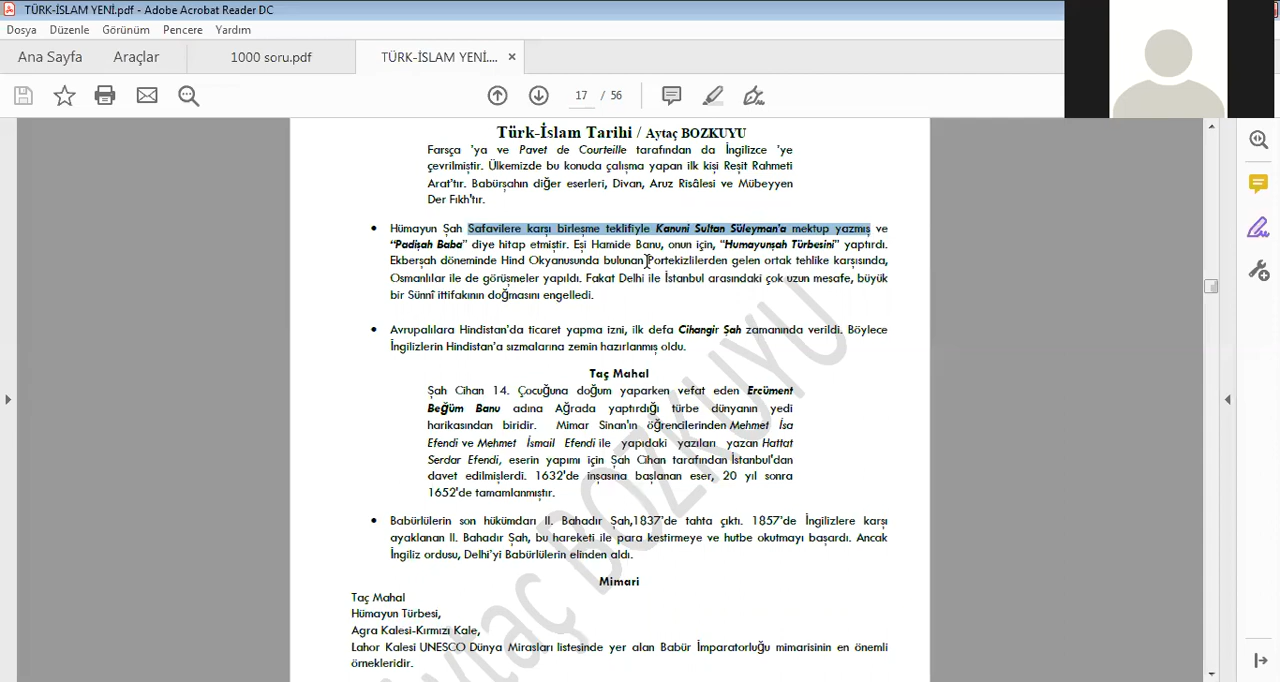 TÜRK-İSLAM YENİ.pdf - Adobe Acrobat Reader DC
Dosya Düzenle Görünüm Pencere Yardım
Ana Sayfa Araçlar 1000 soru.pdf TÜRK-İSLAM YENİ.... ×
17 / 56
Türk-İslam Tarihi / Aytaç BOZKUYU
Farsça 'ya ve Pavet de Courteille tarafından da İngilizce 'ye
çevrilmiştir. Ülkemizde bu konuda çalışma yapan ilk kişi Reşit Rahmeti
Arat'tır. Babürşahın diğer eserleri, Divan, Aruz Risâlesi ve Mübeyyen
Der Fıkh'tır.
• Hümayun Şah Safavilere karşı birleşme teklifiyle Kanuni Sultan Süleyman'a mektup yazmış ve
"Padişah Baba" diye hitap etmiştir. Eşi Hamide Banu, onun için, "Humayunşah Türbesini" yaptırdı.
Ekberşah döneminde Hind Okyanusunda bulunan Portekizlilerden gelen ortak tehlike karşısında,
Osmanlılar ile de görüşmeler yapıldı. Fakat Delhi ile İstanbul arasındaki çok uzun mesafe, büyük
bir Sünnî ittifakının doğmasını engelledi.
• Avrupalılara Hindistan'da ticaret yapma izni, ilk defa Cihangir Şah zamanında verildi. Böylece
İngilizlerin Hindistan'a sızmalarına zemin hazırlanmış oldu.
Taç Mahal
Şah Cihan 14. Çocuğuna doğum yaparken vefat eden Ercüment
Beğüm Banu adına Ağrada yaptırdığı türbe dünyanın yedi
harikasından biridir. Mimar Sinan'ın öğrencilerinden Mehmet İsa
Efendi ve Mehmet İsmail Efendi ile yapıdaki yazıları yazan Hattat
Serdar Efendi, eserin yapımı için Şah Cihan tarafından İstanbul'dan
davet edilmişlerdi. 1632'de inşasına başlanan eser, 20 yıl sonra
1652'de tamamlanmıştır.
• Babürlülerin son hükümdarı II. Bahadır Şah,1837'de tahta çıktı. 1857'de İngilizlere karşı
ayaklanan II. Bahadır Şah, bu hareketi ile para kestirmeye ve hutbe okutmayı başardı. Ancak
İngiliz ordusu, Delhi'yi Babürlülerin elinden aldı.
Mimari
Taç Mahal
Hümayun Türbesi,
Agra Kalesi-Kırmızı Kale,
Lahor Kalesi UNESCO Dünya Mirasları listesinde yer alan Babür İmparatorluğu mimarisinin en önemli
örnekleridir.
Aytaç BOZKUYU